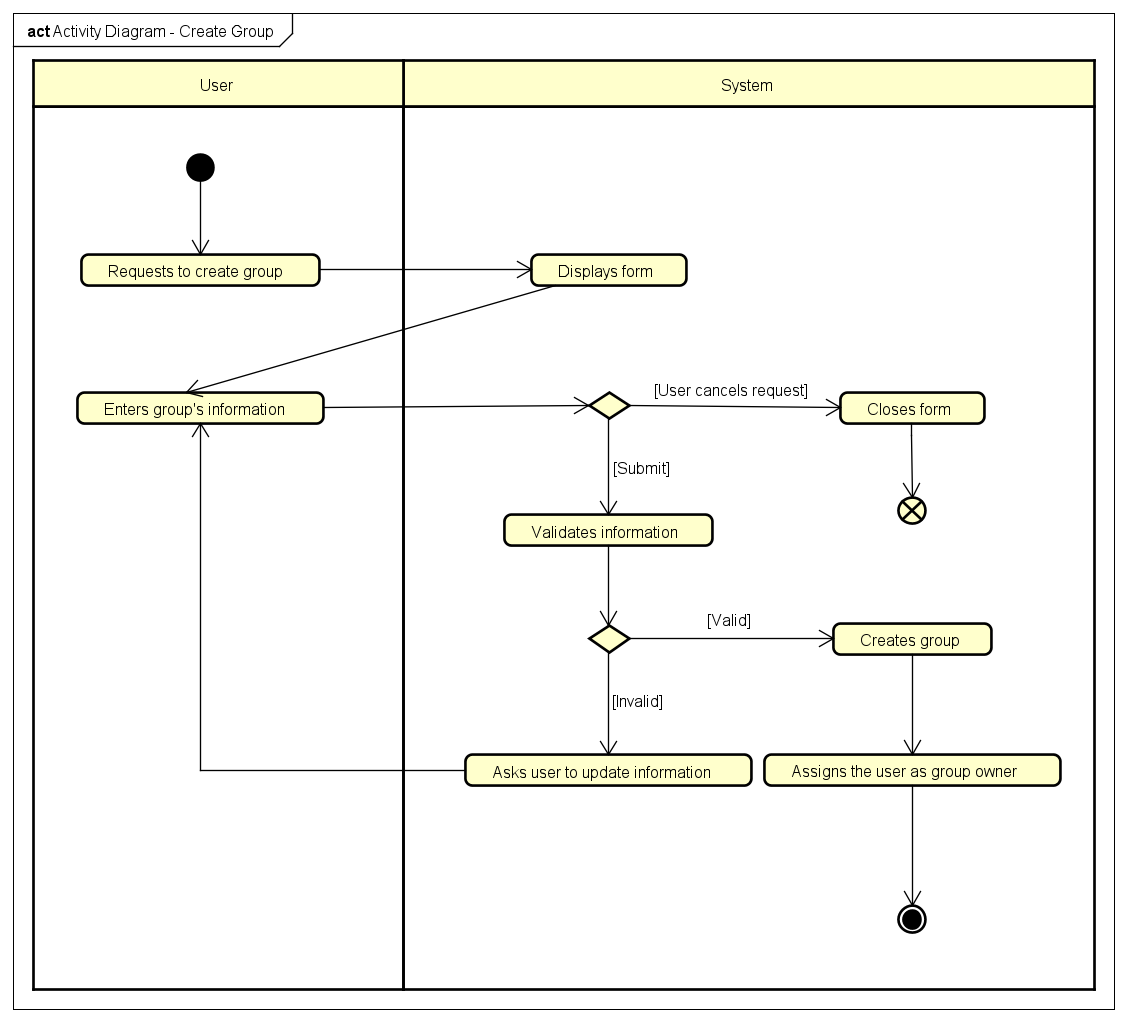 act Activity Diagram - Create Group
User
System
Requests to create group
Displays form
Enters group's information
[User cancels request]
Closes form
[Submit]
Validates information
[Valid]
Creates group
[Invalid]
Asks user to update information
Assigns the user as group owner